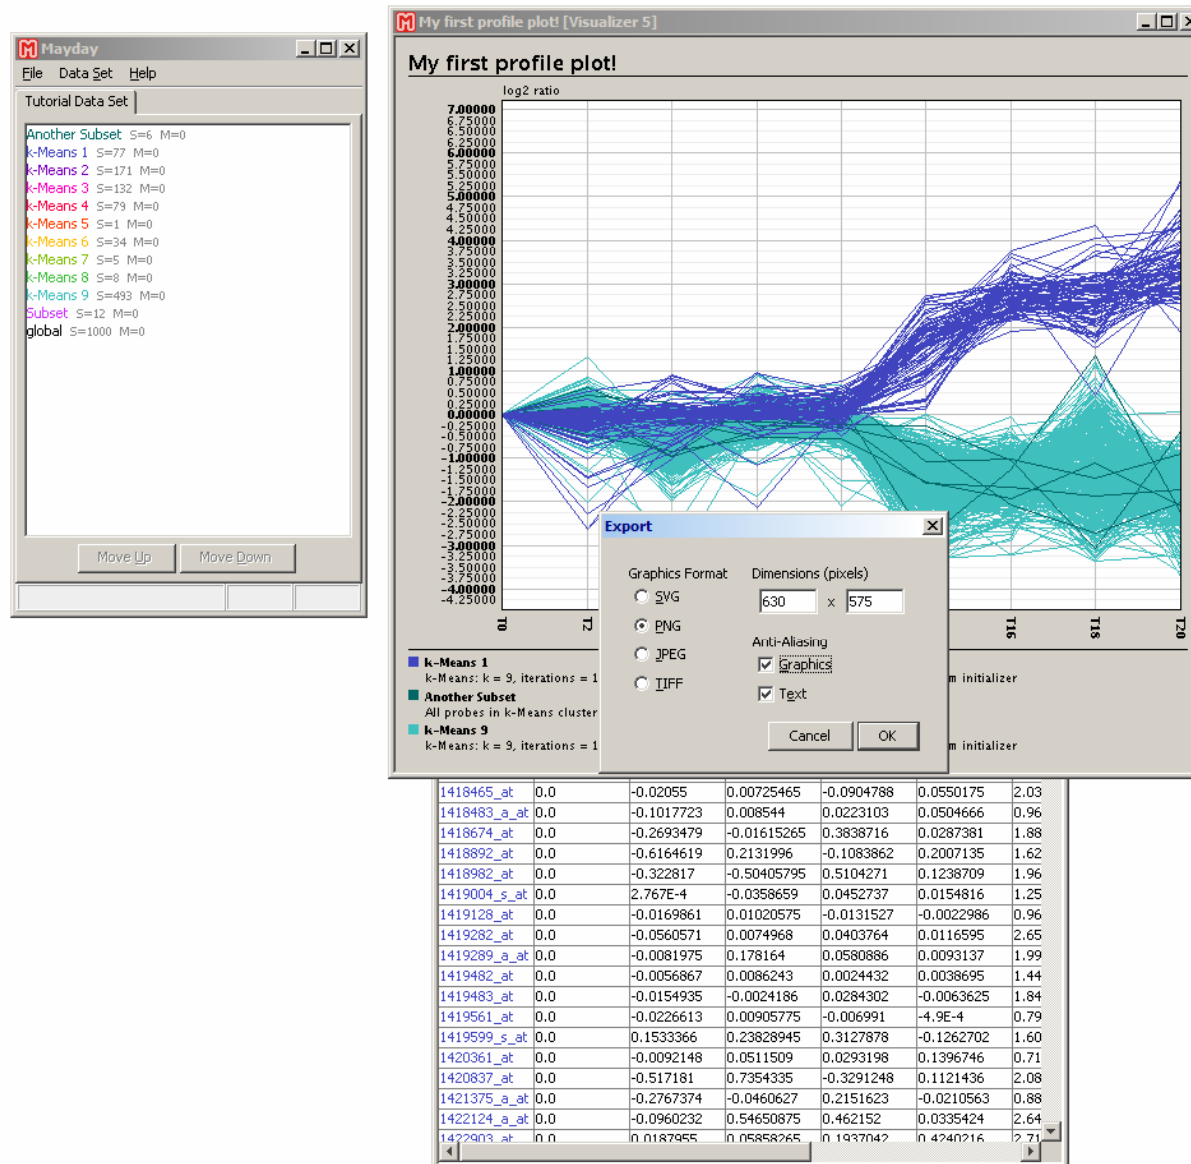 Mayday
File Data Set Help
Tutorial Data Set
Another Subset S=6 M=0
k-Means 1 S=77 M=0
k-Means 2 S=171 M=0
k-Means 3 S=132 M=0
k-Means 4 S=79 M=0
k-Means 5 S=1 M=0
k-Means 6 S=34 M=0
k-Means 7 S=5 M=0
k-Means 8 S=8 M=0
k-Means 9 S=493 M=0
Subset S=12 M=0
global S=1000 M=0
Move Up Move Down
My first profile plot! [Visualizer 5]
My first profile plot!
log2 ratio
7.00000
6.75000
6.50000
6.25000
6.00000
5.75000
5.50000
5.25000
5.00000
4.75000
4.50000
4.25000
4.00000
3.75000
3.50000
3.25000
3.00000
2.75000
2.50000
2.25000
2.00000
1.75000
1.50000
1.25000
1.00000
0.75000
0.50000
0.25000
0.00000
-0.25000
-0.50000
-0.75000
-1.00000
-1.25000
-1.50000
-1.75000
-2.00000
-2.25000
-2.50000
-2.75000
-3.00000
-3.25000
-3.50000
-3.75000
-4.00000
-4.25000
T0 T2 T16 T18 T20
k-Means 1
k-Means: k = 9, iterations = 1 m initializer
Another Subset
All probes in k-Means cluster
k-Means 9
k-Means: k = 9, iterations = 1 m initializer
Export
Graphics Format Dimensions (pixels)
SVG 630 x 575
PNG
Anti-Aliasing
JPEG Graphics
TIFF Text
Cancel OK
1418465_at 0.0 -0.02055 0.00725465 -0.0904788 0.0550175 2.03
1418483_a_at 0.0 -0.1017723 0.008544 0.0223103 0.0504666 0.96
1418674_at 0.0 -0.2693479 -0.01615265 0.3838716 0.0287381 1.88
1418892_at 0.0 -0.6164619 0.2131996 -0.1083862 0.2007135 1.62
1418982_at 0.0 -0.322817 -0.50405795 0.5104271 0.1238709 1.96
1419004_s_at 0.0 2.767E-4 -0.0358659 0.0452737 0.0154816 1.25
1419128_at 0.0 -0.0169861 0.01020575 -0.0131527 -0.0022986 0.96
1419282_at 0.0 -0.0560571 0.0074968 0.0403764 0.0116595 2.65
1419289_a_at 0.0 -0.0081975 0.178164 0.0580886 0.0093137 1.99
1419482_at 0.0 -0.0056867 0.0086243 0.0024432 0.0038695 1.44
1419483_at 0.0 -0.0154935 -0.0024186 0.0284302 -0.0063625 1.84
1419561_at 0.0 -0.0226613 0.00905775 -0.006991 -4.9E-4 0.79
1419599_s_at 0.0 0.1533366 0.23828945 0.3127878 -0.1262702 1.60
1420361_at 0.0 -0.0092148 0.0511509 0.0293198 0.1396746 0.71
1420837_at 0.0 -0.517181 0.7354335 -0.3291248 0.1121436 2.08
1421375_a_at 0.0 -0.2767374 -0.0460627 0.2151623 -0.0210563 0.88
1422124_a_at 0.0 -0.0960232 0.54650875 0.462152 0.0335424 2.64
1422903_at 0.0 0.0187955 0.05858265 0.1937042 0.4240216 2.71